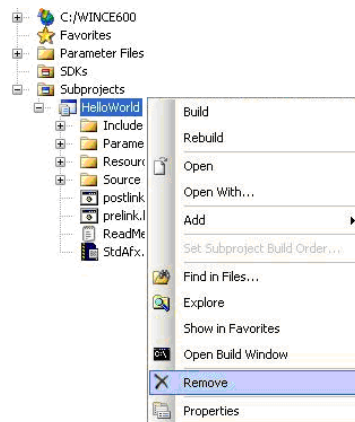 C:/WINCE600
Favorites
Parameter Files
SDKs
Subprojects
HelloWorld
Include
Parame
Resourc
Source
postlink
prelink.l
ReadMe
StdAfx.
Build
Rebuild
Open
Open With...
Add
Set Subproject Build Order...
Find in Files...
Explore
Show in Favorites
Open Build Window
Remove
Properties